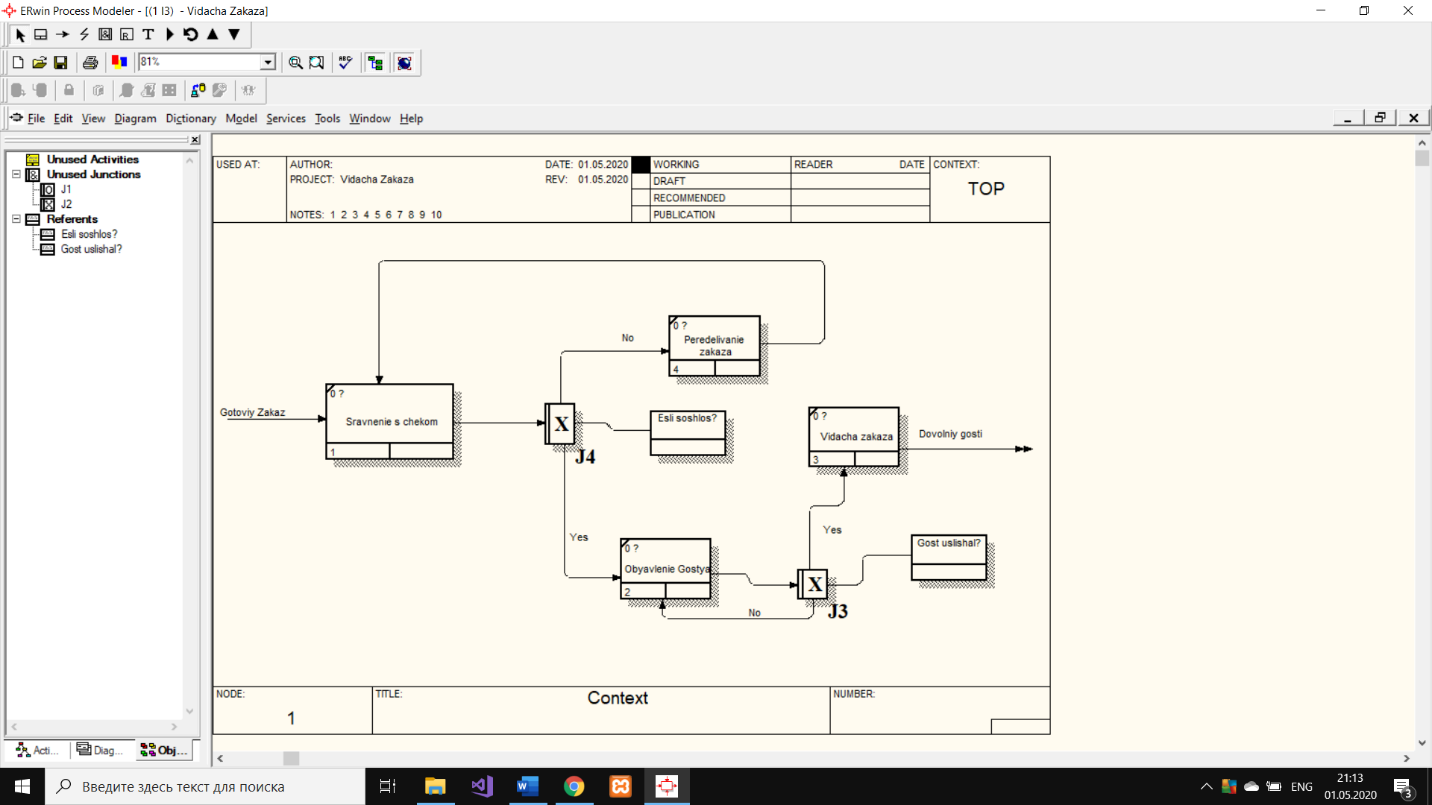 ERwin Process Modeler - [(1 I3) - Vidacha Zakaza]
81%
File Edit View Diagram Dictionary Model Services Tools Window Help
Unused Activities
Unused Junctions
J1
J2
Referents
Esli soshlos?
Gost uslishal?
USED AT:
AUTHOR:
DATE: 01.05.2020
PROJECT: Vidacha Zakaza
REV: 01.05.2020
NOTES: 1 2 3 4 5 6 7 8 9 10
WORKING
DRAFT
RECOMMENDED
PUBLICATION
READER DATE
CONTEXT:
TOP
No
0 ?
Peredelivanie
zakaza
4
Gotoviy Zakaz
0 ?
Sravnenie s chekom
1
X
J4
Esli soshlos?
0 ?
Vidacha zakaza
3
Dovolniy gosti
Yes
0 ?
Obyavlenie Gostya
2
Yes
Gost uslishal?
X
J3
No
NODE:
1
TITLE:
Context
NUMBER:
Acti...
Diag...
Obj...
Введите здесь текст для поиска
ENG
21:13
01.05.2020
3